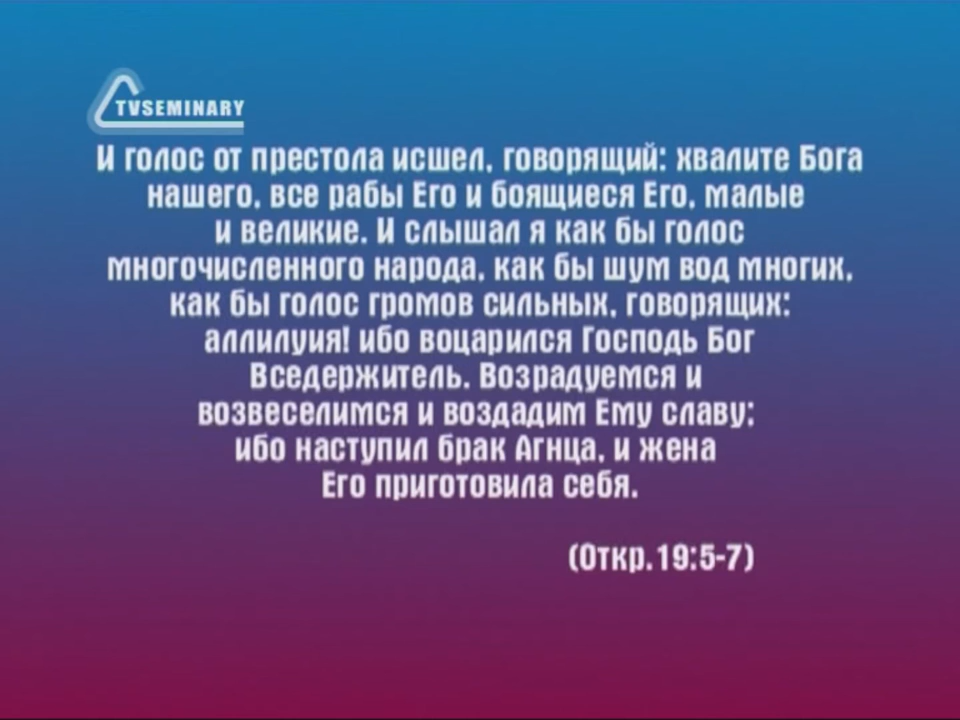 TVSEMINARY
И голос от престола исшел, говорящий: хвалите Бога
нашего, все рабы Его и боящиеся Его, малые
и великие. И слышал я как бы голос
многочисленного народа, как бы шум вод многих,
как бы голос громов сильных, говорящих:
аллилуия! ибо воцарился Господь Бог
Вседержитель. Возрадуемся и
возвеселимся и воздадим Ему славу;
ибо наступил брак Агнца, и жена
Его приготовила себя.
(Откр.19:5-7)